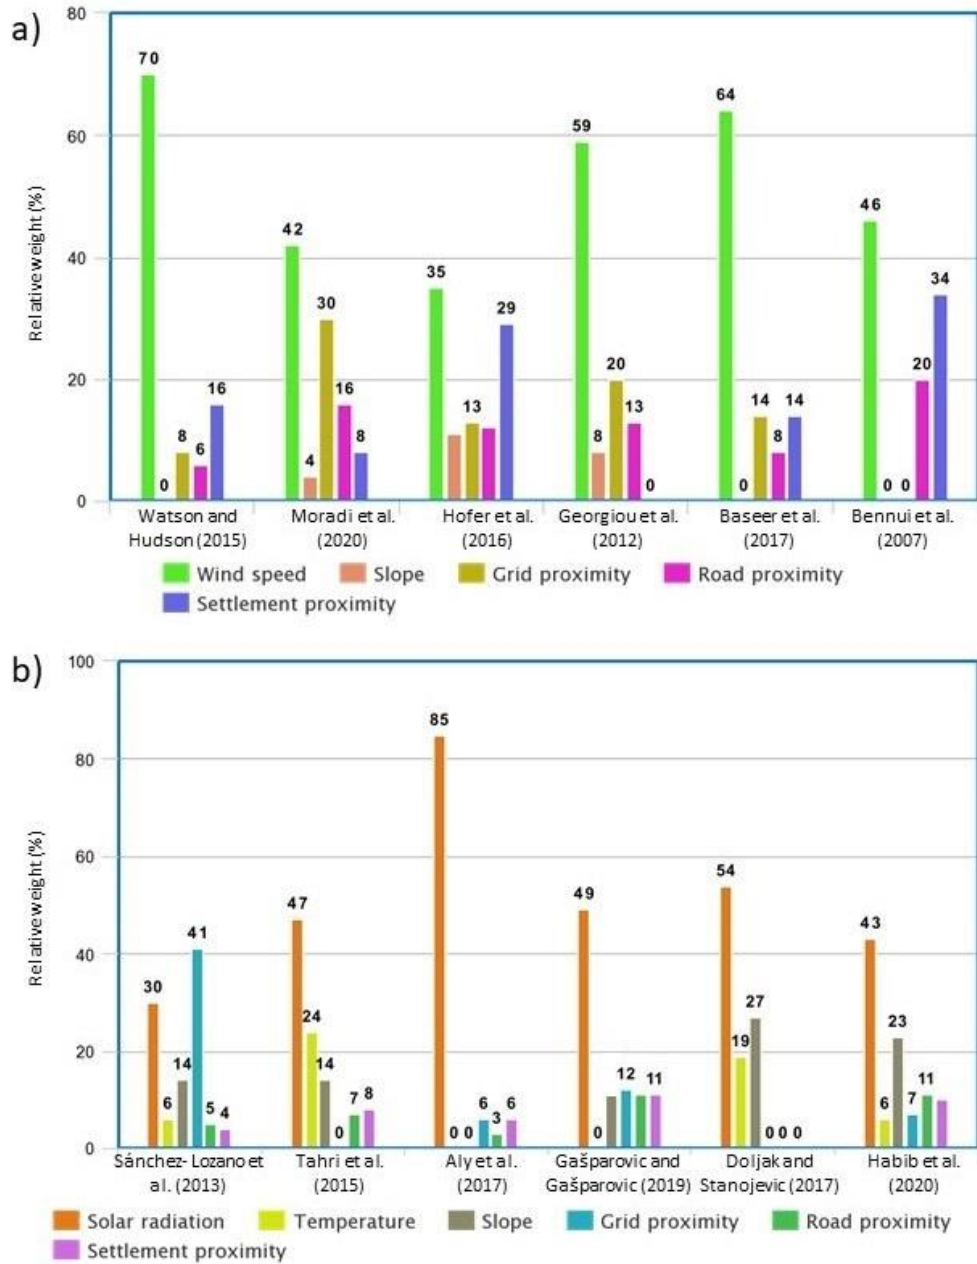 a)
80
60
40
20
0
Relative weight (%)
70
0
8
6
16
42
4
30
16
8
35
13
29
59
8
20
13
0
64
0
14
8
14
46
0
0
20
34
Watson and Hudson (2015)
Moradi et al. (2020)
Hofer et al. (2016)
Georgiou et al. (2012)
Baseer et al. (2017)
Bennui et al. (2007)
Wind speed
Slope
Grid proximity
Road proximity
Settlement proximity
b)
100
80
60
40
20
0
Relative weight (%)
30
6
14
41
5
4
47
24
14
0
7
8
85
0
0
6
3
6
49
0
12
11
54
19
27
0
0
0
43
6
23
7
11
Sánchez-Lozano et al. (2013)
Tahri et al. (2015)
Aly et al. (2017)
Gašparovic and Gašparovic (2019)
Doljak and Stanojevic (2017)
Habib et al. (2020)
Solar radiation
Temperature
Slope
Grid proximity
Road proximity
Settlement proximity